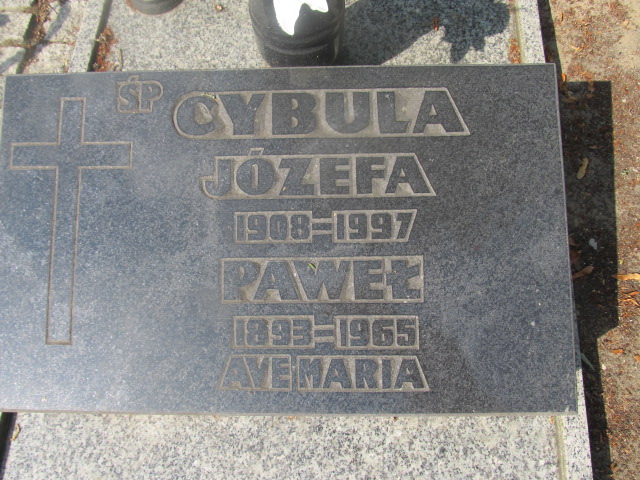 ŚP
CYBULA
JÓZEFA
1908=1997
PAWEŁ
1893=1965
AVE MARIA